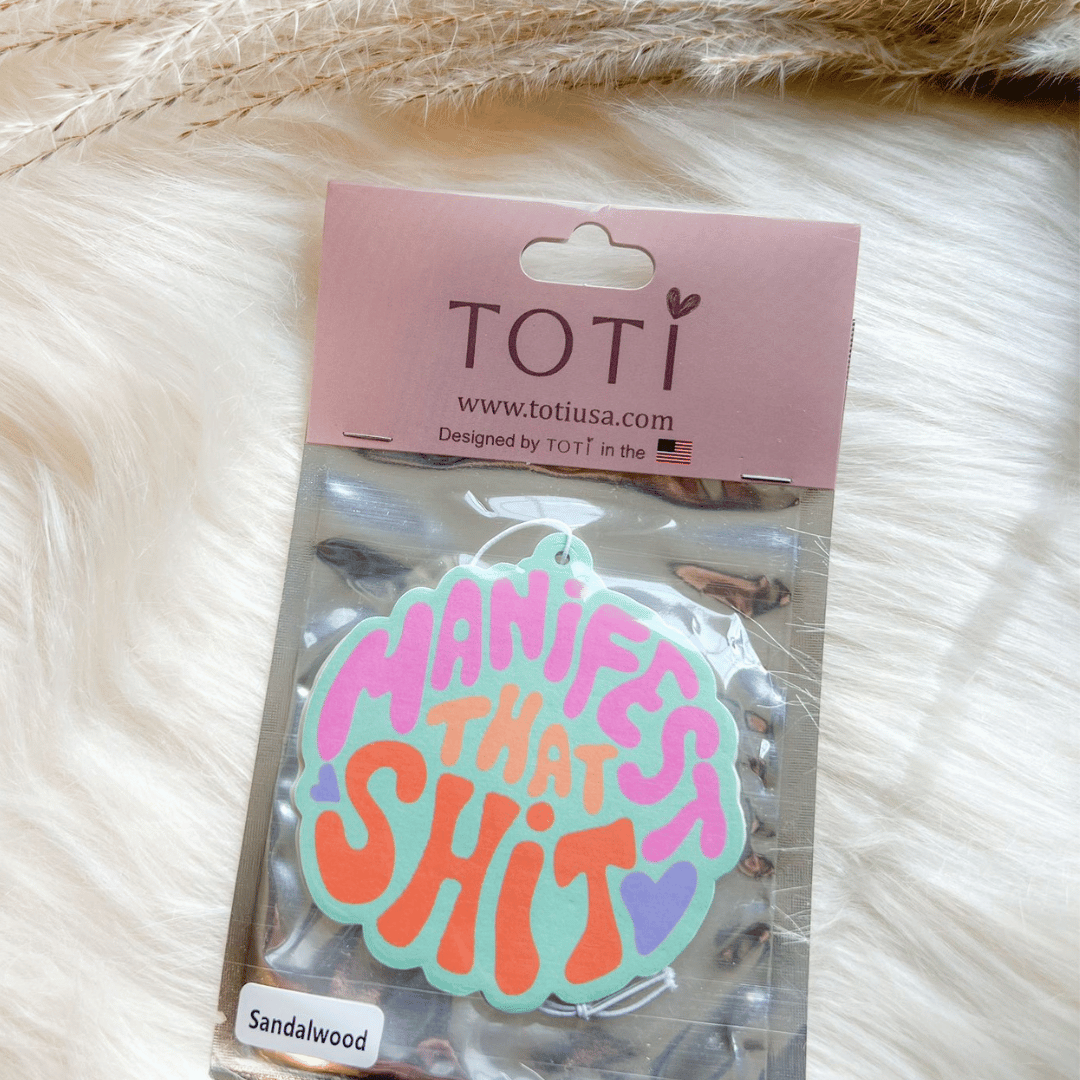 TOTi
www.totiusa.com
Designed by TOTi in the
MANiFEST
THAT
SHiT
Sandalwood